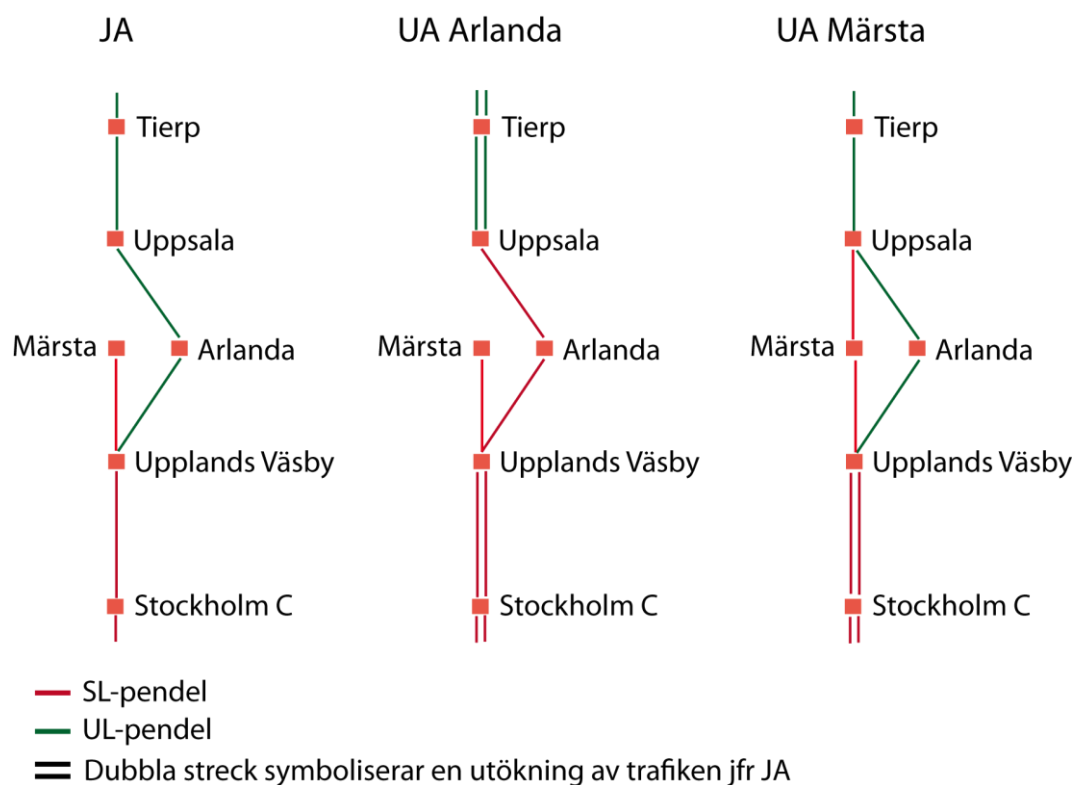 JA
UA Arlanda
UA Märsta
Tierp
Uppsala
Märsta
Arlanda
Upplands Väsby
Stockholm C
Tierp
Uppsala
Märsta
Arlanda
Upplands Väsby
Stockholm C
Tierp
Uppsala
Märsta
Arlanda
Upplands Väsby
Stockholm C
SL-pendel
UL-pendel
Dubbla streck symboliserar en utökning av trafiken jfr JA